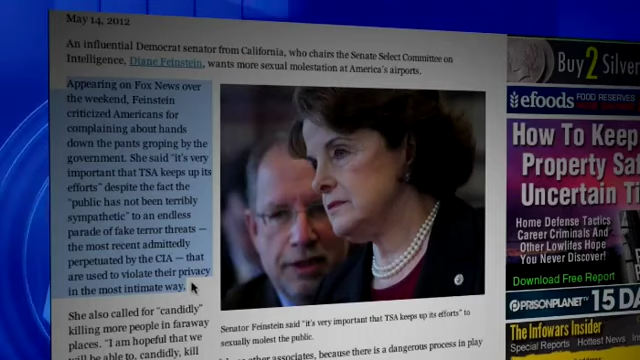 May 14, 2012
An influential Democrat senator from California, who chairs the Senate Select Committee on
Intelligence, Diane Feinstein, wants more sexual molestation at America's airports.
Appearing on Fox News over
the weekend, Feinstein
criticized Americans for
complaining about hands
down the pants groping by the
government. She said "it's very
important that TSA keeps up its
efforts" despite the fact the
"public has not been terribly
sympathetic" to an endless
parade of fake terror threats —
the most recent admittedly
perpetuated by the CIA — that
are used to violate their privacy
in the most intimate way.
She also called for "candidly"
killing more people in faraway
places. "I am hopeful that we
will be able to, candidly, kill
Senator Feinstein said "it's very important that TSA keeps up its efforts" to
sexually molest the public.
other associates, because there is a dangerous process in play
Buy 2 Silver
efoods FOOD RESERVES
How To Keep
Property Sa
Uncertain Ti
Home Defense Tactics
Career Criminals And
Other Lowlifes Hope
You Never Discover!
Download Free Report
PRISONPLANET 15 DA
The Infowars Insider
Special Reports Hottest News